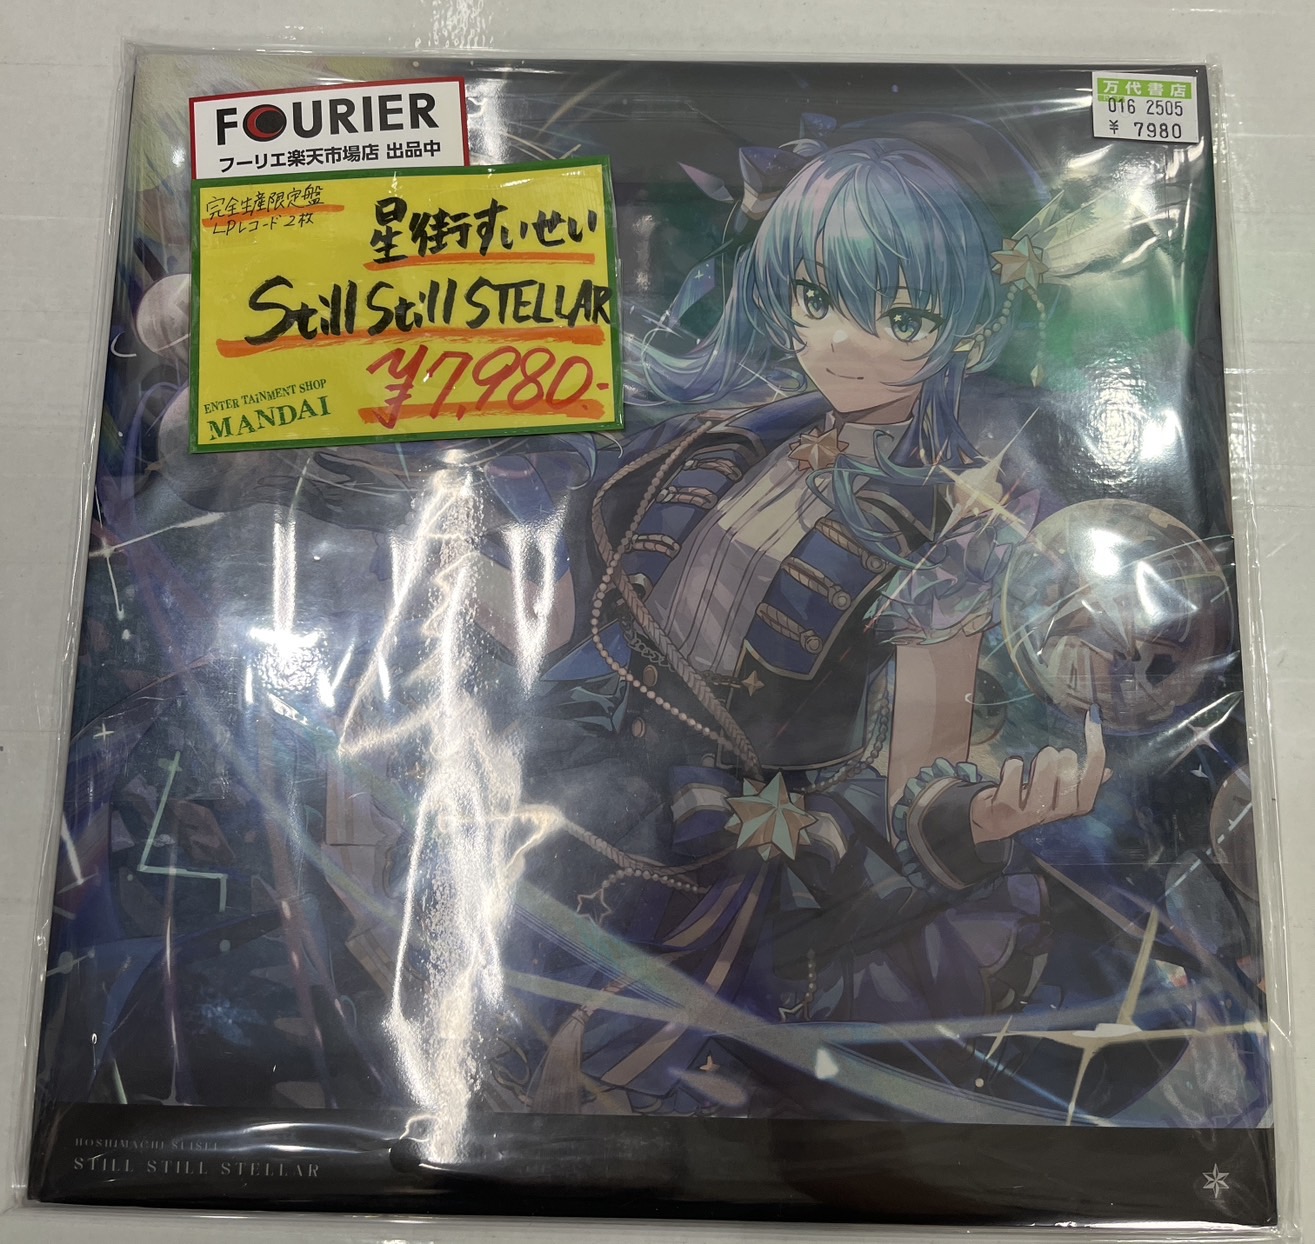 FOURIER
フーリエ楽天市場店 出品中
万代書店
016 2505
¥ 7980
完全生産限定盤
LPレコード2枚
星街すいせい
Still Still STELLAR
¥7,980-
ENTERTAINMENT SHOP
MANDAI
HOSHIMACHI SUISEI
STILL STILL STELLAR